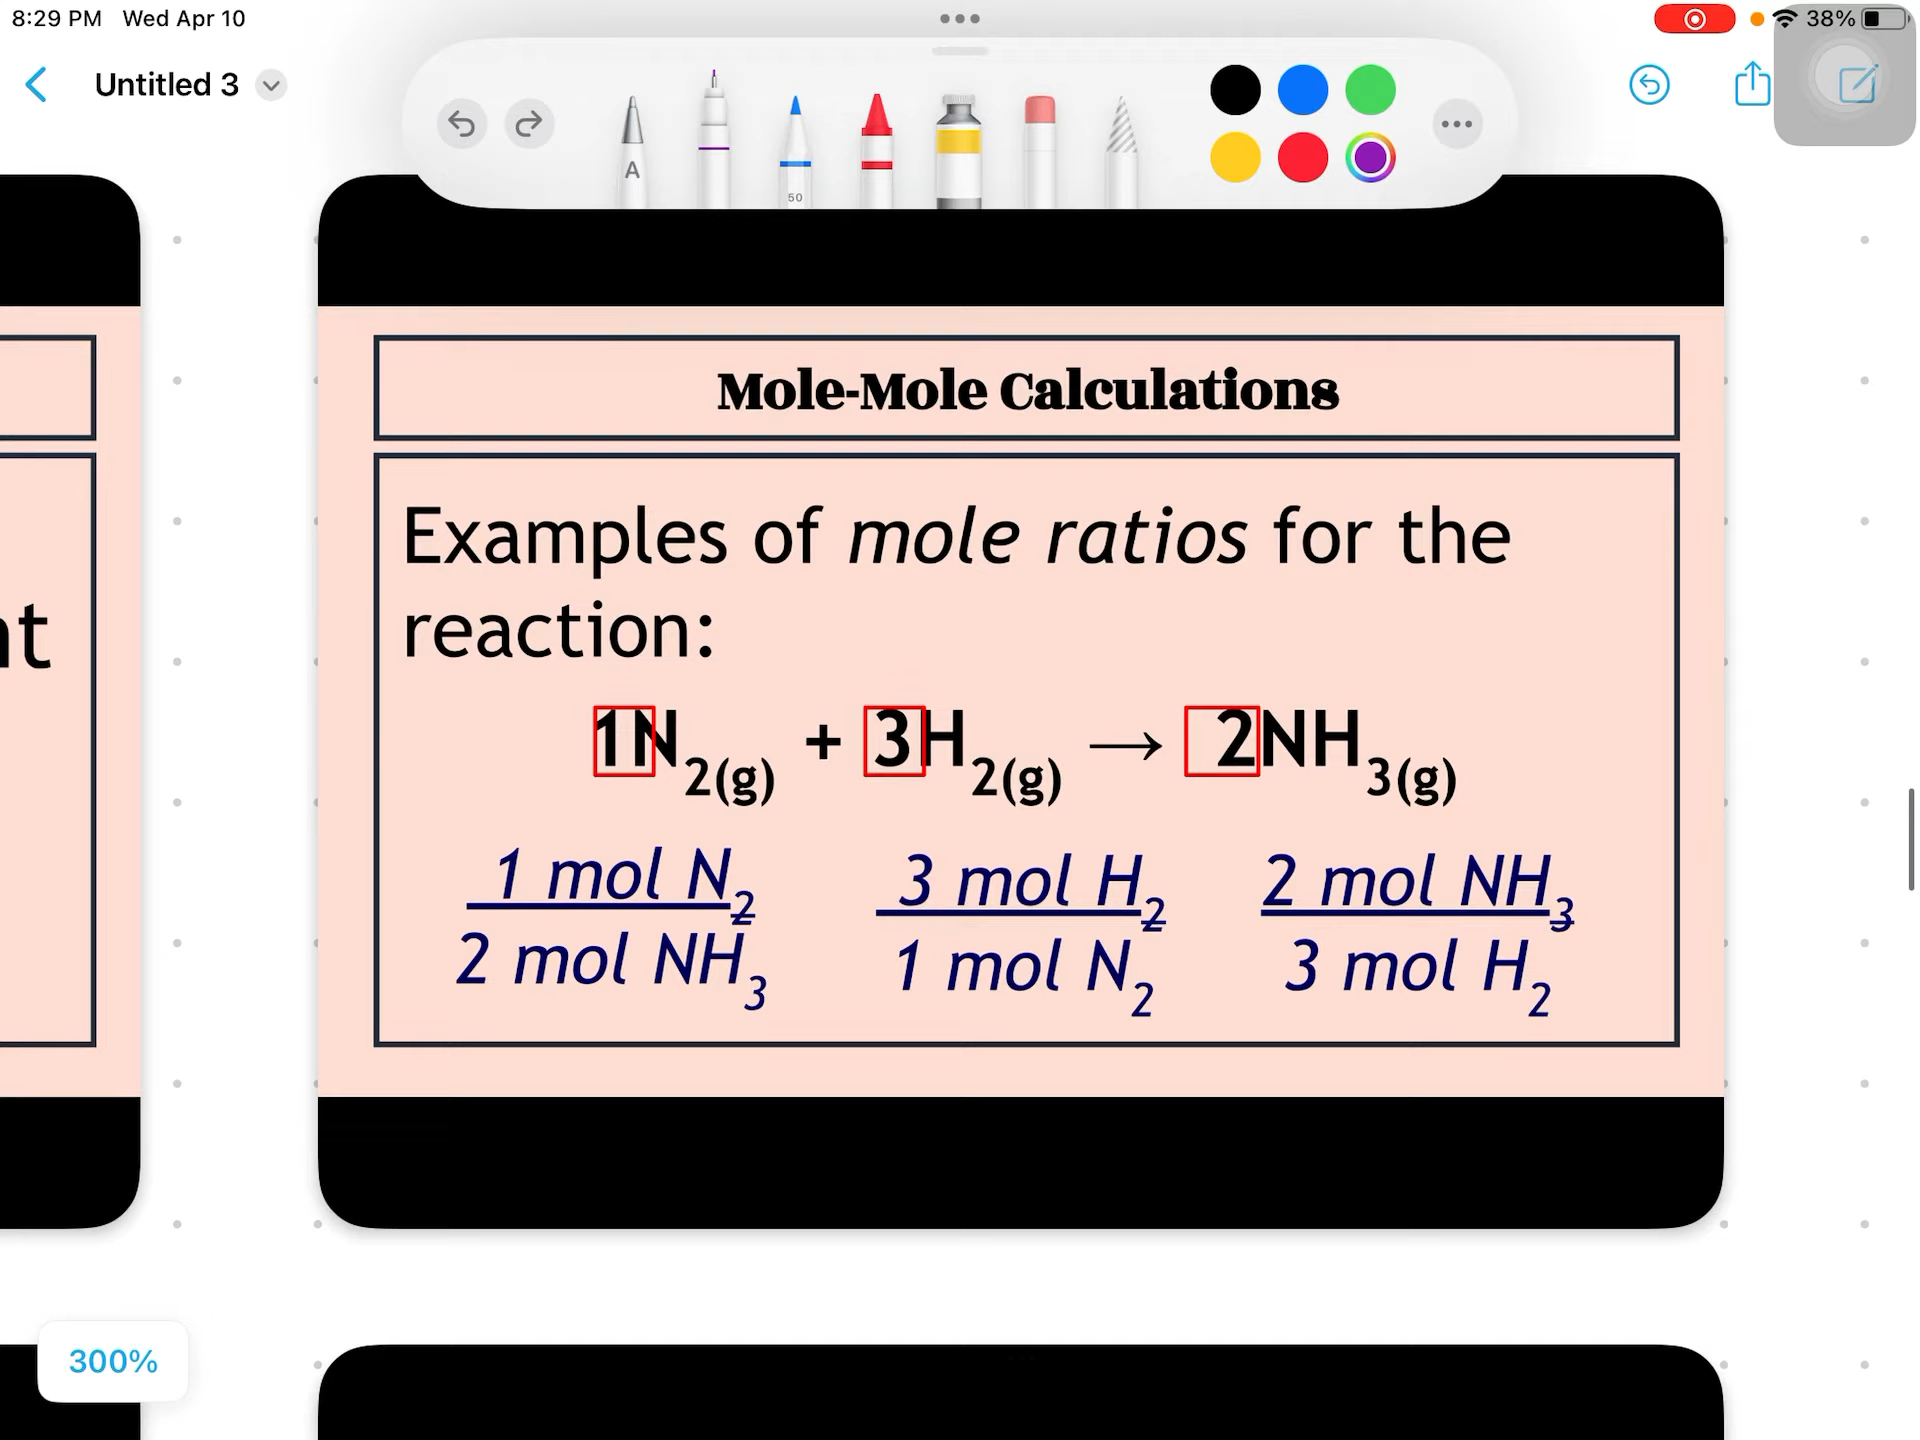 8:29 PM Wed Apr 10
38%
Untitled 3
A
50
Mole-Mole Calculations
nt
Examples of mole ratios for the
reaction:
1N2(g) + 3H2(g) → 2NH3(g)
1 mol N2 3 mol H2 2 mol NH3
2 mol NH3 1 mol N2 3 mol H2
300%